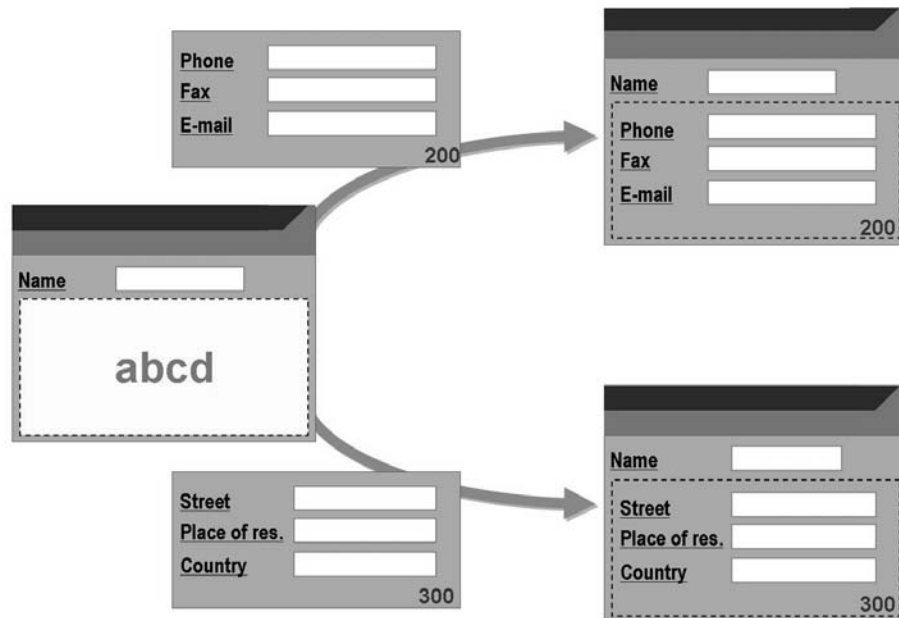 Phone
Fax
E-mail
200
Name
abcd
Street
Place of res.
Country
300
Name
Phone
Fax
E-mail
200
Name
Street
Place of res.
Country
300